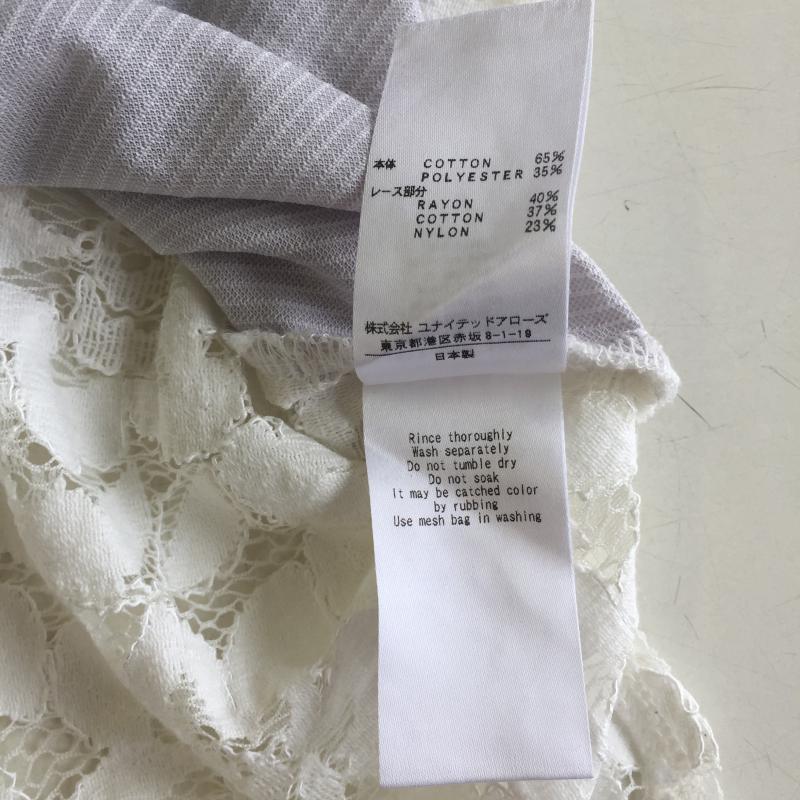 本体 COTTON 65%
POLYESTER 35%
レース部分
RAYON 40%
COTTON 37%
NYLON 23%
株式会社 ユナイテッドアローズ
東京都港区赤坂8-1-19
日本製
Rince thoroughly
Wash separately
Do not tumble dry
Do not soak
It may be catched color
by rubbing
Use mesh bag in washing